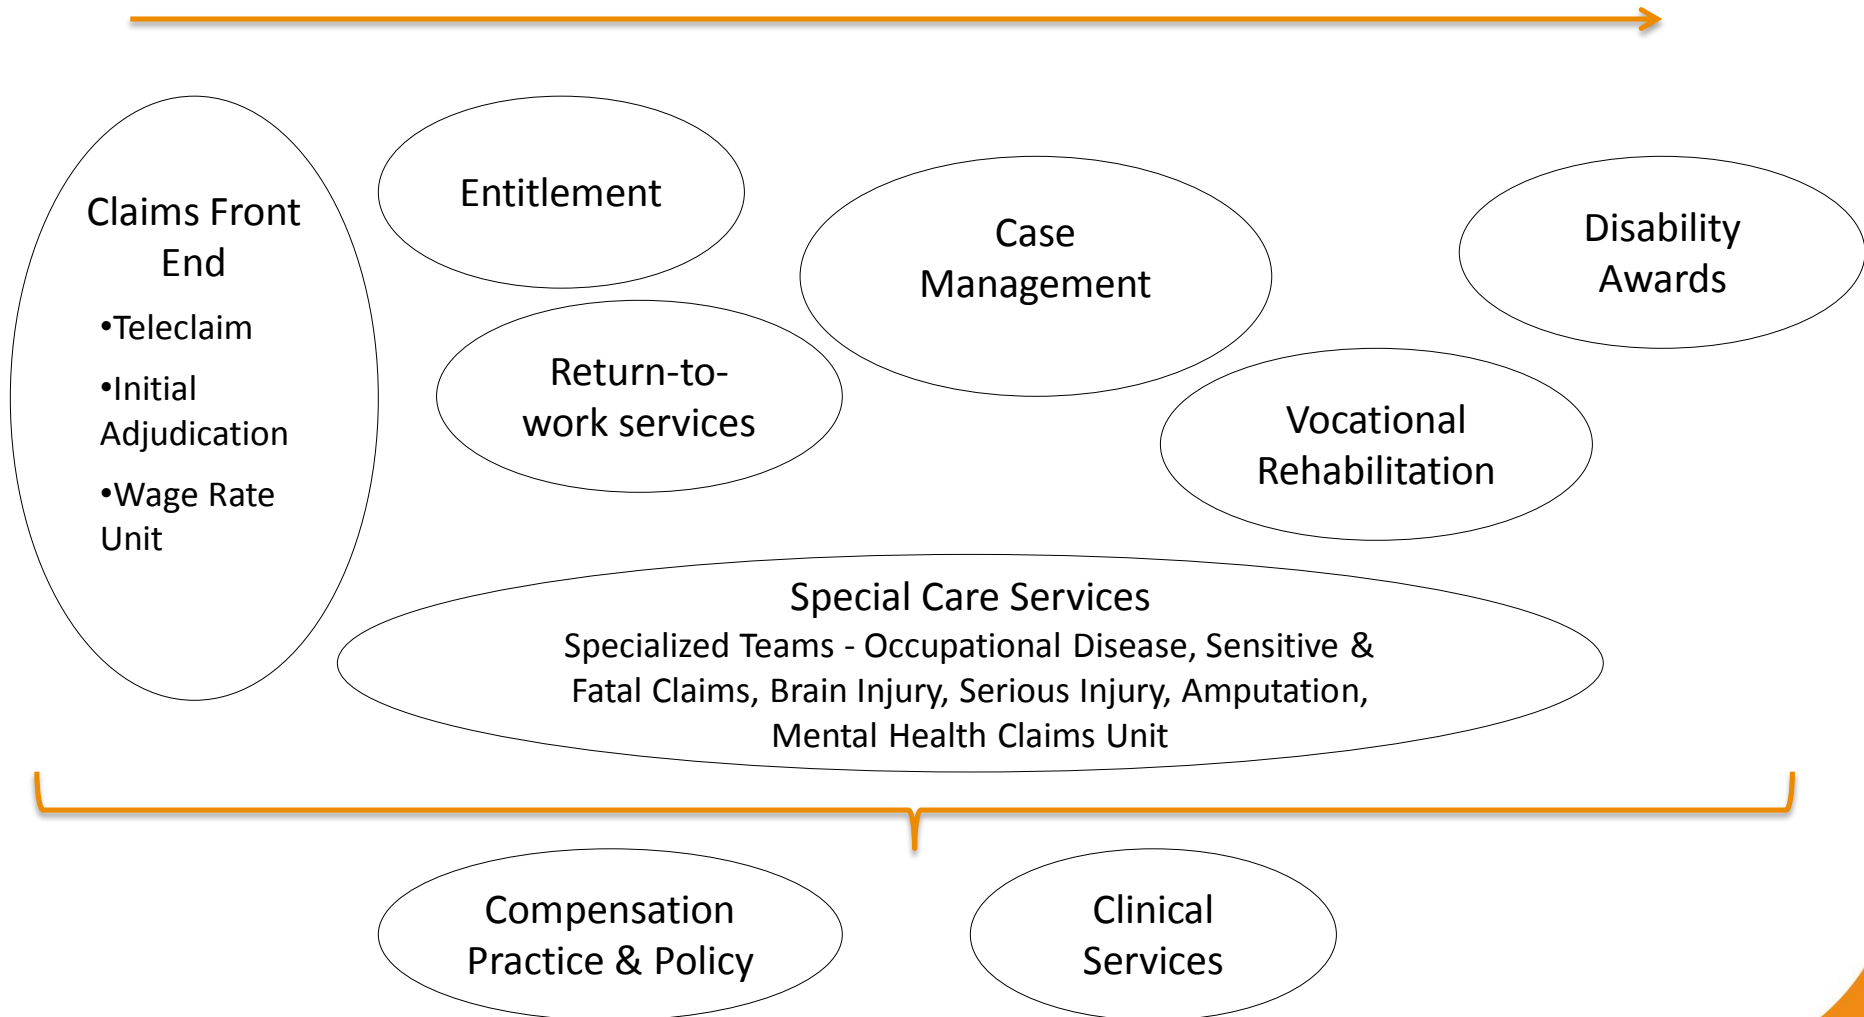 Claims Front
End
•Teleclaim
•Initial
Adjudication
•Wage Rate
Unit
Entitlement
Return-to-
work services
Case
Management
Vocational
Rehabilitation
Disability
Awards
Special Care Services
Specialized Teams - Occupational Disease, Sensitive &
Fatal Claims, Brain Injury, Serious Injury, Amputation,
Mental Health Claims Unit
Compensation
Practice & Policy
Clinical
Services